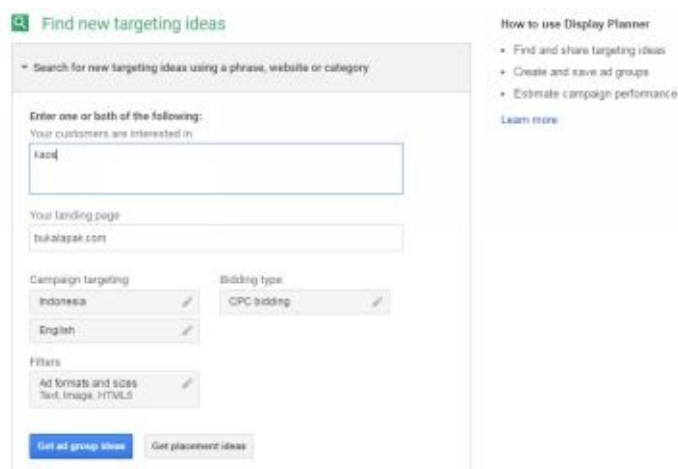 Find new targeting ideas
Search for new targeting ideas using a phrase, website or category
Enter one or both of the following:
Your customers are interested in
kaos
Your landing page
bukalapak.com
Campaign targeting
Indonesia
English
Bidding type
CPC bidding
Filters
Ad formats and sizes
Text, Image, HTML5
Get ad group ideas
Get placement ideas
How to use Display Planner
• Find and share targeting ideas
• Create and save ad groups
• Estimate campaign performance
Learn more